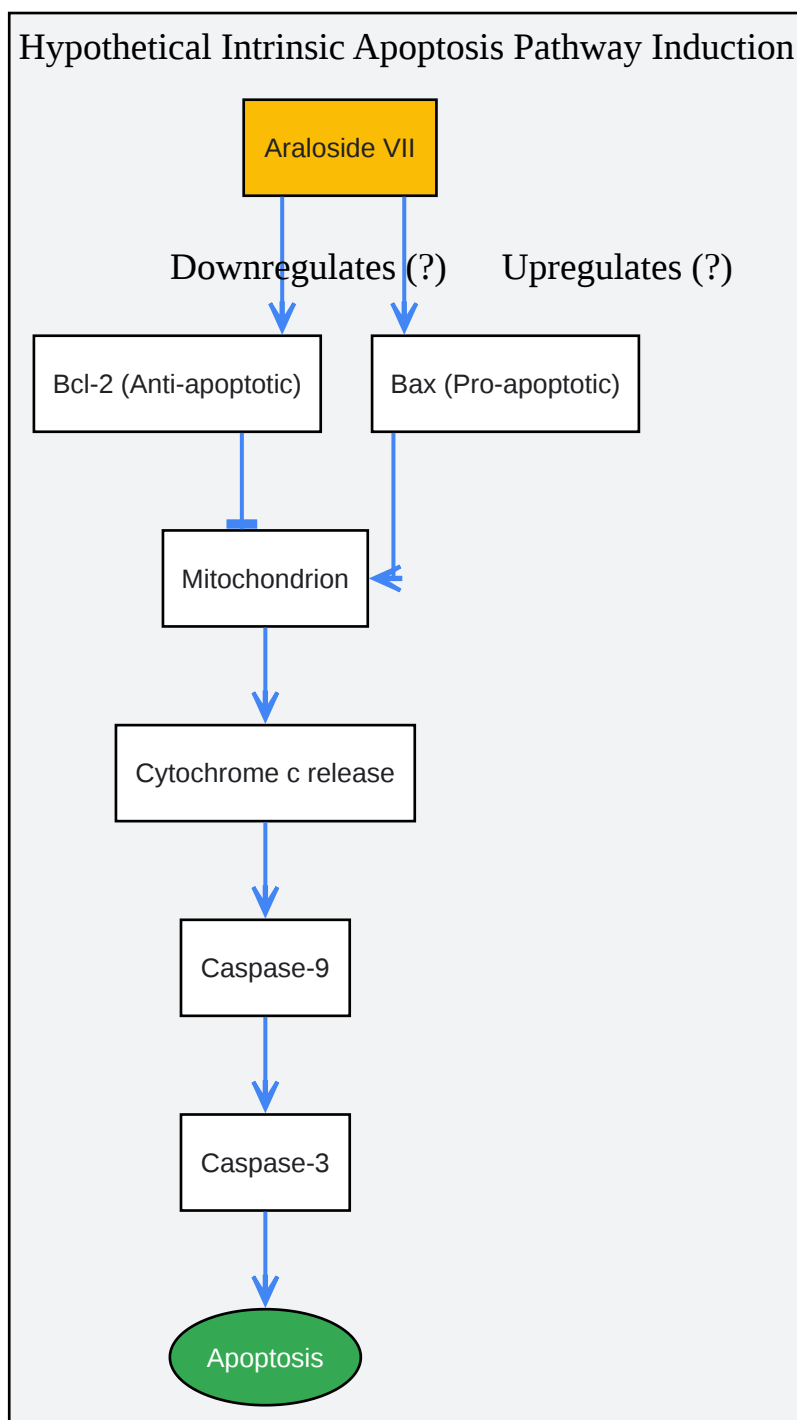 Hypothetical Intrinsic Apoptosis Pathway Induction
Araloside VII
Downregulates (?)
Upregulates (?)
Bcl-2 (Anti-apoptotic)
Bax (Pro-apoptotic)
Mitochondrion
Cytochrome c release
Caspase-9
Caspase-3
Apoptosis